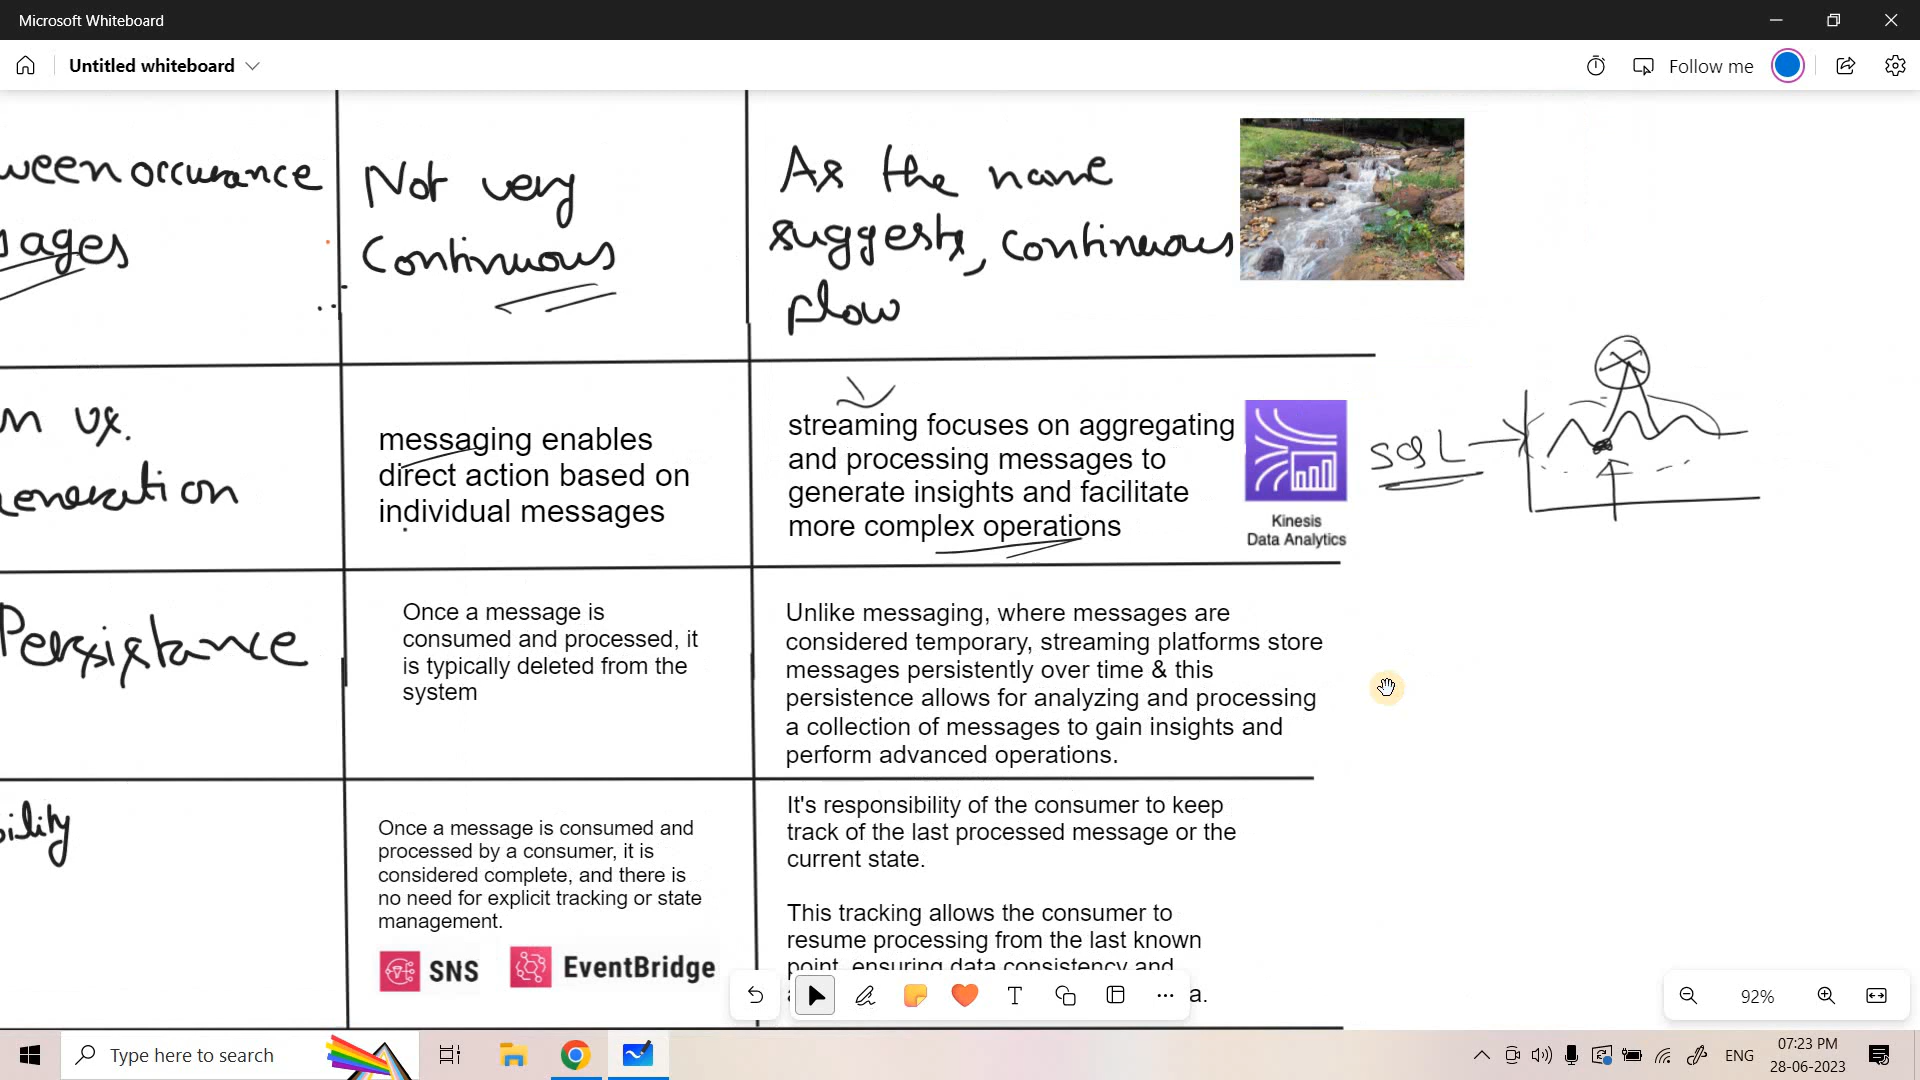 Microsoft Whiteboard
Untitled whiteboard
Follow me
ween occurance
ages
Not very
Continuous
As the name
suggests, continuous
flow
n vs.
eneration
messaging enables
direct action based on
individual messages
streaming focuses on aggregating
and processing messages to
generate insights and facilitate
more complex operations
Kinesis
Data Analytics
SQL
Persistance
Once a message is
consumed and processed, it
is typically deleted from the
system
Unlike messaging, where messages are
considered temporary, streaming platforms store
messages persistently over time & this
persistence allows for analyzing and processing
a collection of messages to gain insights and
perform advanced operations.
bility
Once a message is consumed and
processed by a consumer, it is
considered complete, and there is
no need for explicit tracking or state
management.
SNS
EventBridge
It's responsibility of the consumer to keep
track of the last processed message or the
current state.
This tracking allows the consumer to
resume processing from the last known
point, ensuring data consistency and
a.
92%
Type here to search
ENG
07:23 PM
28-06-2023